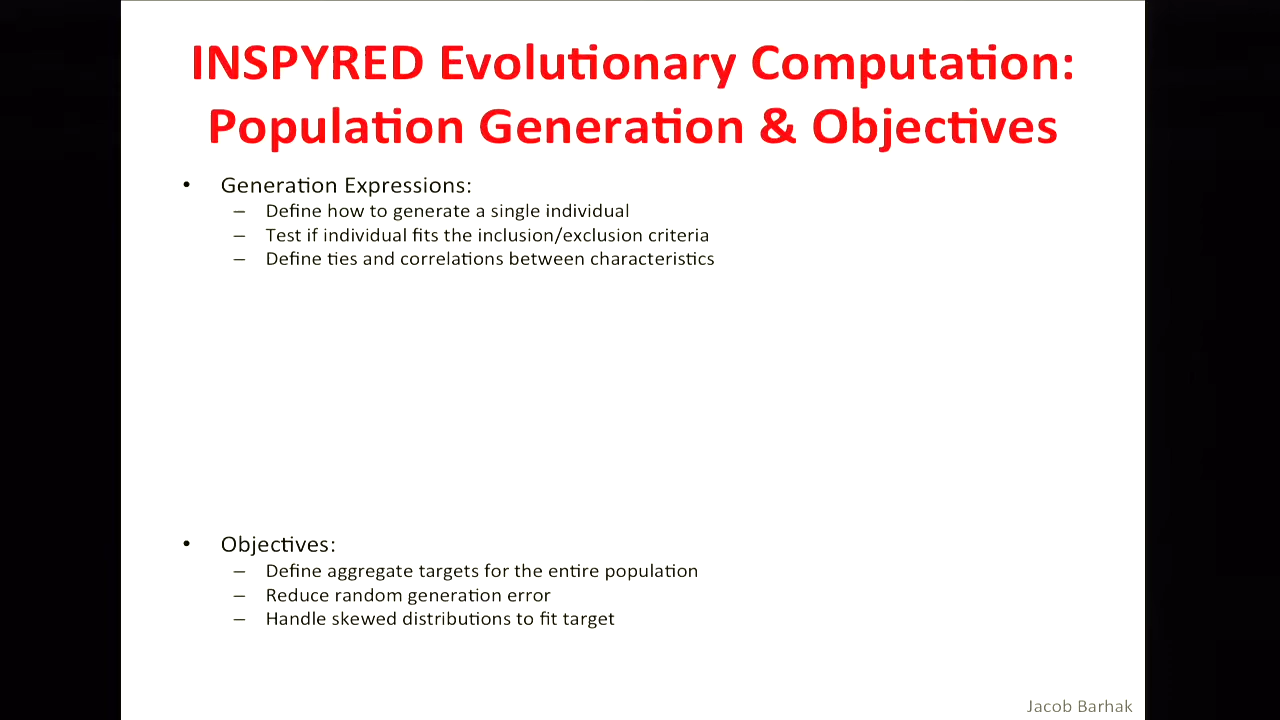 INSPYRED Evolutionary Computation:
Population Generation & Objectives
• Generation Expressions:
– Define how to generate a single individual
– Test if individual fits the inclusion/exclusion criteria
– Define ties and correlations between characteristics
• Objectives:
– Define aggregate targets for the entire population
– Reduce random generation error
– Handle skewed distributions to fit target
Jacob Barhak